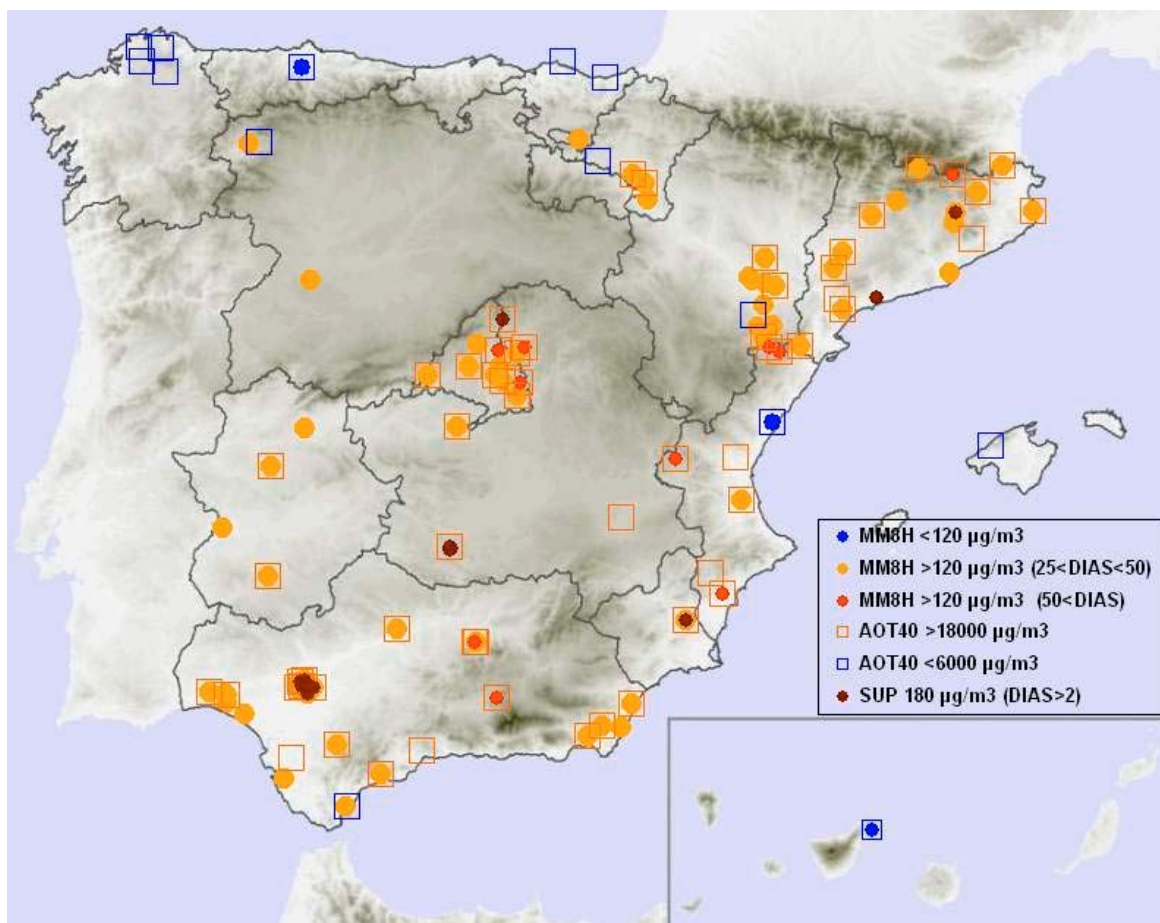 MM8H <120 µg/m3
MM8H >120 µg/m3 (25<DIAS<50)
MM8H >120 µg/m3 (50<DIAS)
AOT40 >18000 µg/m3
AOT40 <6000 µg/m3
SUP 180 µg/m3 (DIAS>2)